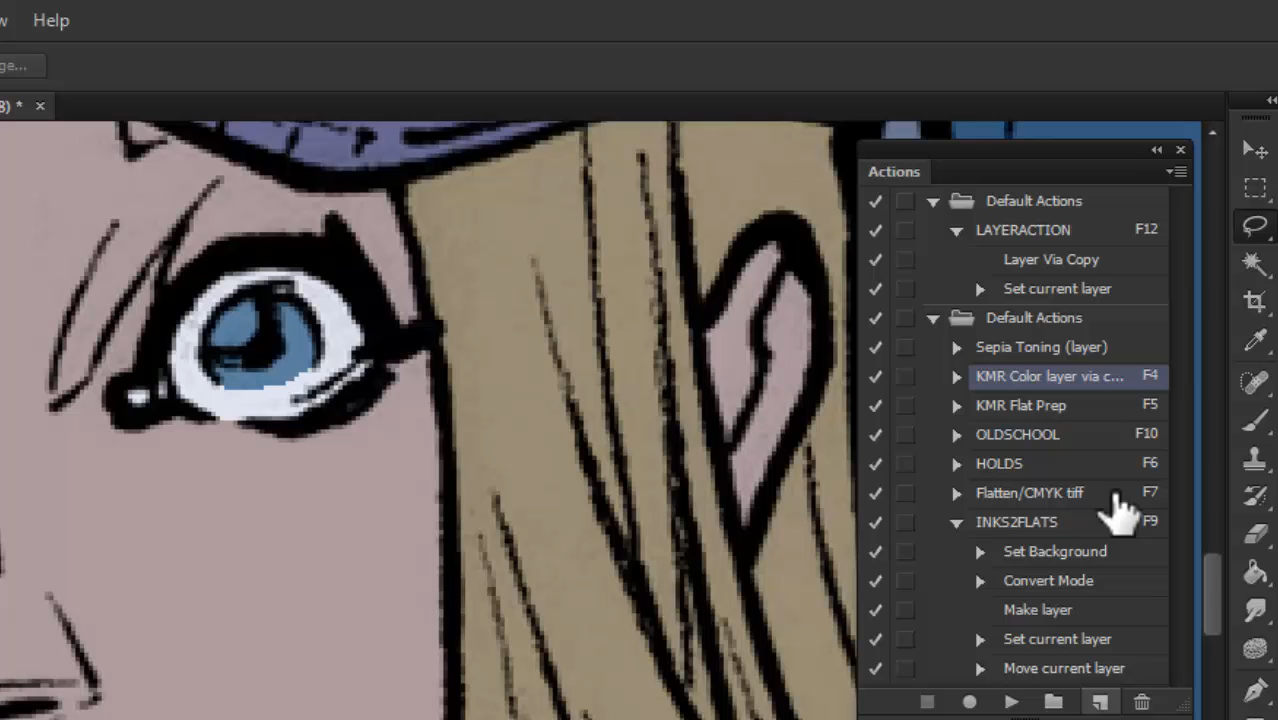 Help
ge...
8) *
Actions
Default Actions
LAYERACTION F12
Layer Via Copy
Set current layer
Default Actions
Sepia Toning (layer)
KMR Color layer via c... F4
KMR Flat Prep F5
OLDSCHOOL F10
HOLDS F6
Flatten/CMYK tiff F7
INKS2FLATS F9
Set Background
Convert Mode
Make layer
Set current layer
Move current layer